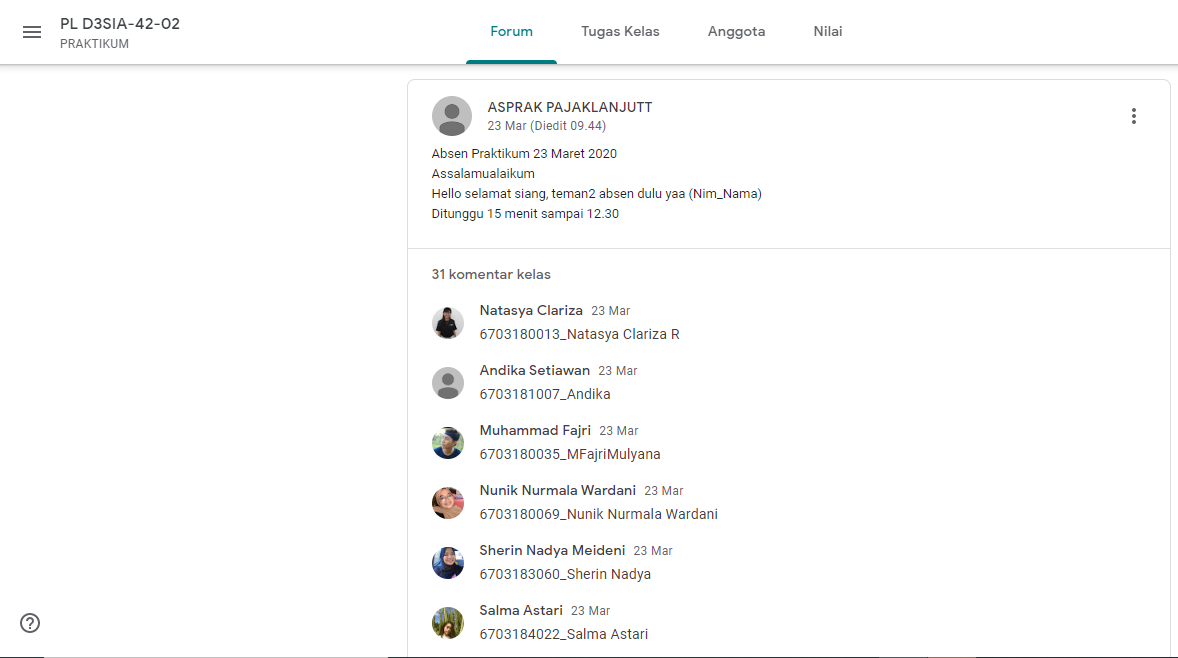 PL D3SIA-42-02
PRAKTIKUM
Forum
Tugas Kelas
Anggota
Nilai
ASPRAK PAJAKLANJUTT
23 Mar (Diedit 09.44)
Absen Praktikum 23 Maret 2020
Assalamualaikum
Hello selamat siang, teman2 absen dulu yaa (Nim_Nama)
Ditunggu 15 menit sampai 12.30
31 komentar kelas
Natasya Clariza 23 Mar
6703180013_Natasya Clariza R
Andika Setiawan 23 Mar
6703181007_Andika
Muhammad Fajri 23 Mar
6703180035_MFajriMulyana
Nunik Nurmala Wardani 23 Mar
6703180069_Nunik Nurmala Wardani
Sherin Nadya Meideni 23 Mar
6703183060_Sherin Nadya
Salma Astari 23 Mar
6703184022_Salma Astari